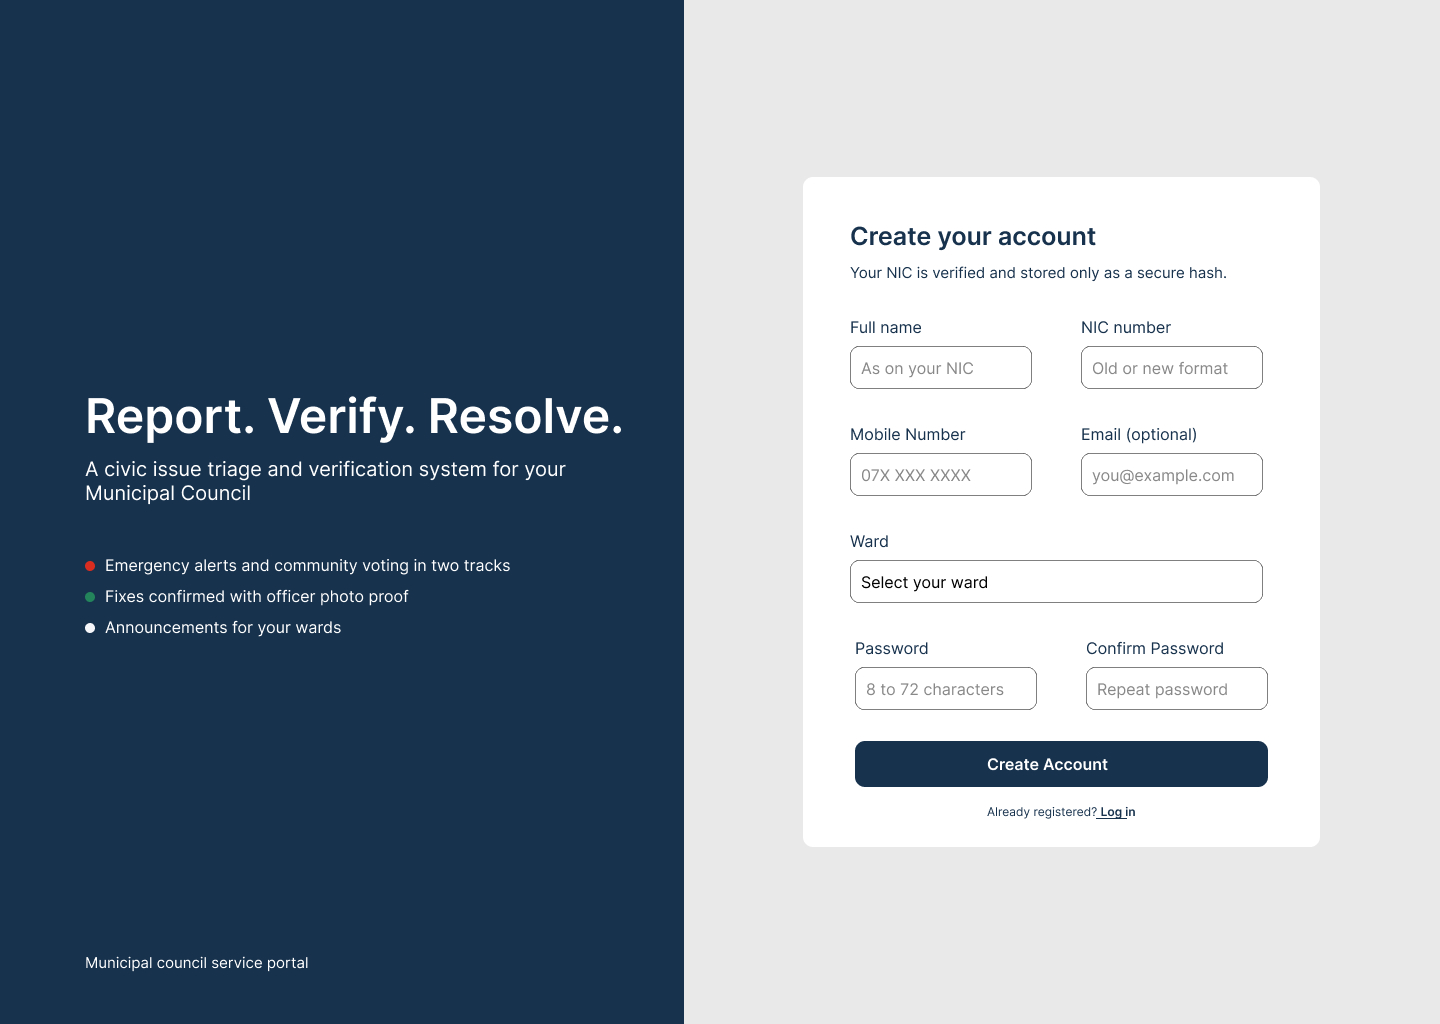 Report. Verify. Resolve.
A civic issue triage and verification system for your
Municipal Council
Emergency alerts and community voting in two tracks
Fixes confirmed with officer photo proof
Announcements for your wards
Municipal council service portal
Create your account
Your NIC is verified and stored only as a secure hash.
Full name
As on your NIC
NIC number
Old or new format
Mobile Number
07X XXX XXXX
Email (optional)
you@example.com
Ward
Select your ward
Password
8 to 72 characters
Confirm Password
Repeat password
Create Account
Already registered? Log in